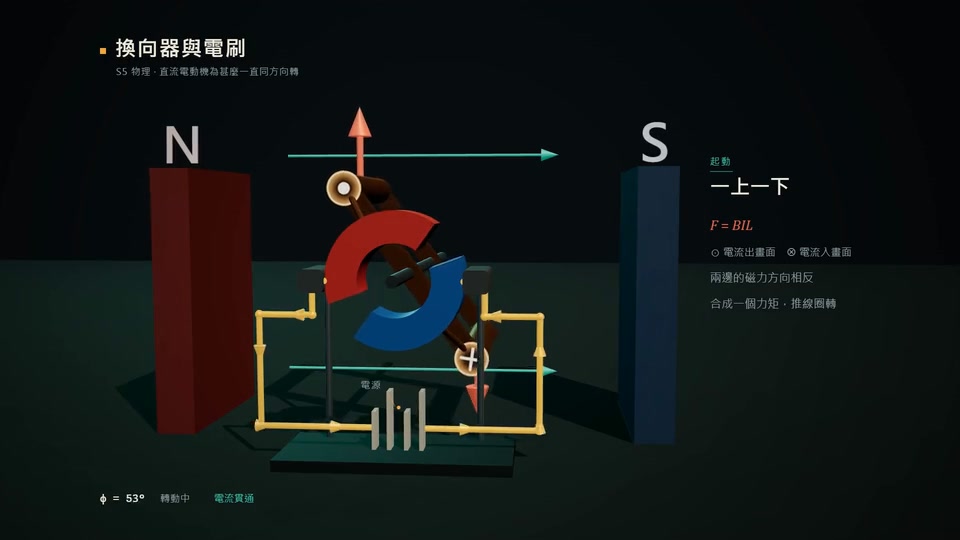 換向器與電刷
S5 物理 · 直流電動機為甚麼一直同方向轉
N
S
起動
一上一下
F = BIL
⊙ 電流出畫面 ⊗ 電流入畫面
兩邊的磁力方向相反
合成一個力矩，推線圈轉
電源
ϕ = 53° 轉動中 電流貫通